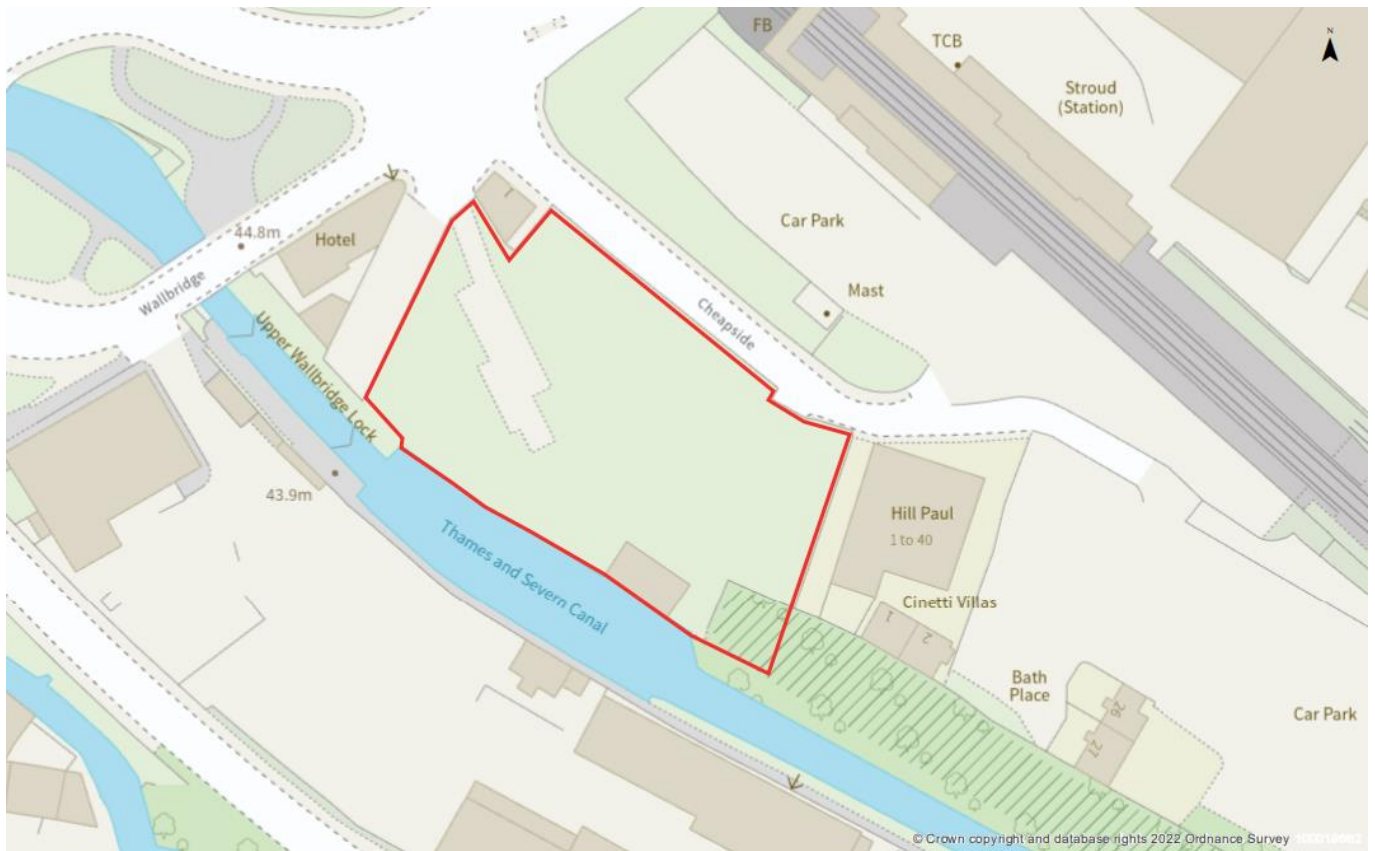 FB
TCB
N
Stroud
(Station)
1
Car Park
44.8m
Hotel
Wallbridge
Mast
Cheapside
Upper Wallbridge Lock
43.9m
Hill Paul
1 to 40
Thames and Severn Canal
Cinetti Villas
1
2
Bath
Place
26
27
Car Park
© Crown copyright and database rights 2022 Ordnance Survey